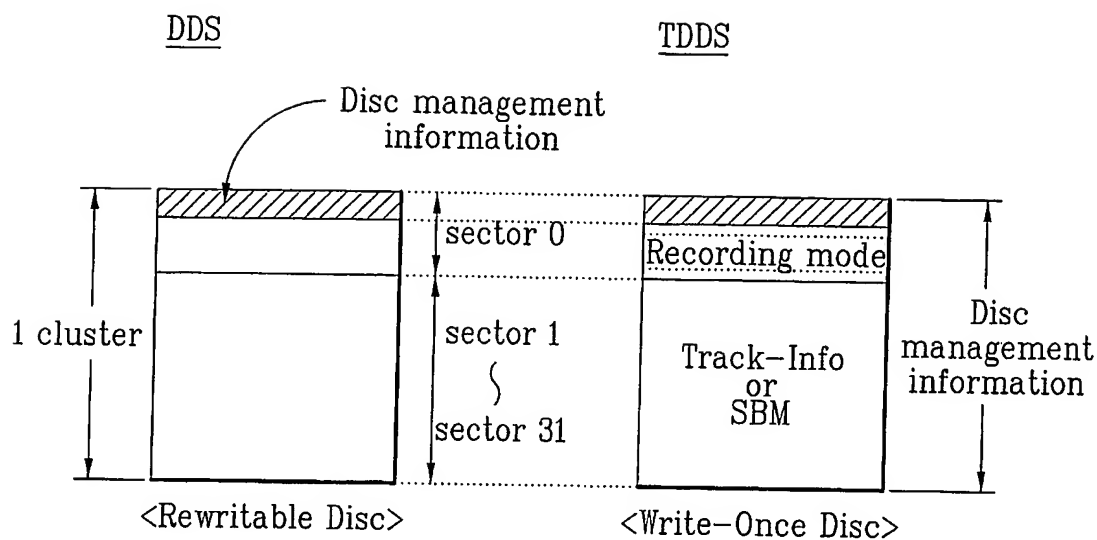 DDS
TDDS
Disc management
information
sector 0
Recording mode
1 cluster
sector 1
sector 31
Track-Info
or
SBM
Disc
management
information
<Rewritable Disc>
<Write-Once Disc>